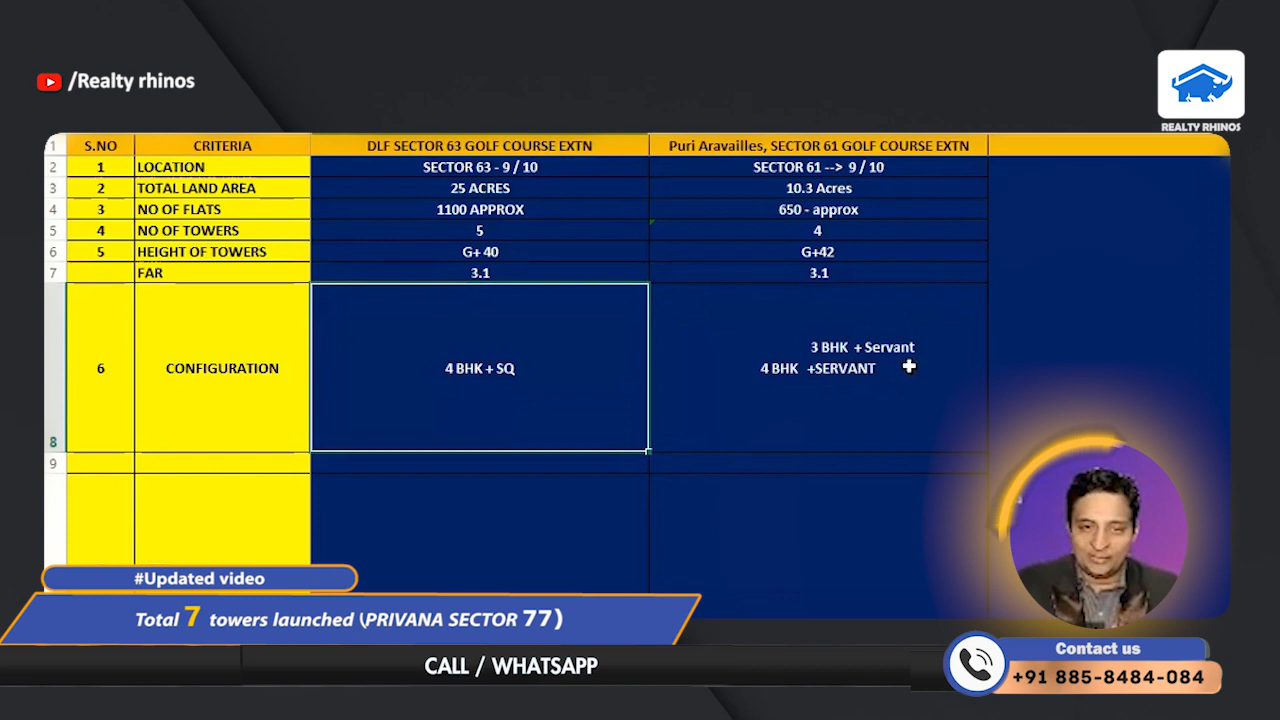 /Realty rhinos
REALTY RHINOS
1 S.NO CRITERIA DLF SECTOR 63 GOLF COURSE EXTN Puri Aravailles, SECTOR 61 GOLF COURSE EXTN
2 1 LOCATION SECTOR 63 - 9 / 10 SECTOR 61 --> 9 / 10
3 2 TOTAL LAND AREA 25 ACRES 10.3 Acres
4 3 NO OF FLATS 1100 APPROX 650 - approx
5 4 NO OF TOWERS 5 4
6 5 HEIGHT OF TOWERS G+ 40 G+42
7 FAR 3.1 3.1
3 BHK + Servant
6 CONFIGURATION 4 BHK + SQ 4 BHK +SERVANT
8
9
#Updated video
Total 7 towers launched (PRIVANA SECTOR 77)
CALL / WHATSAPP
Contact us
+91 885-8484-084